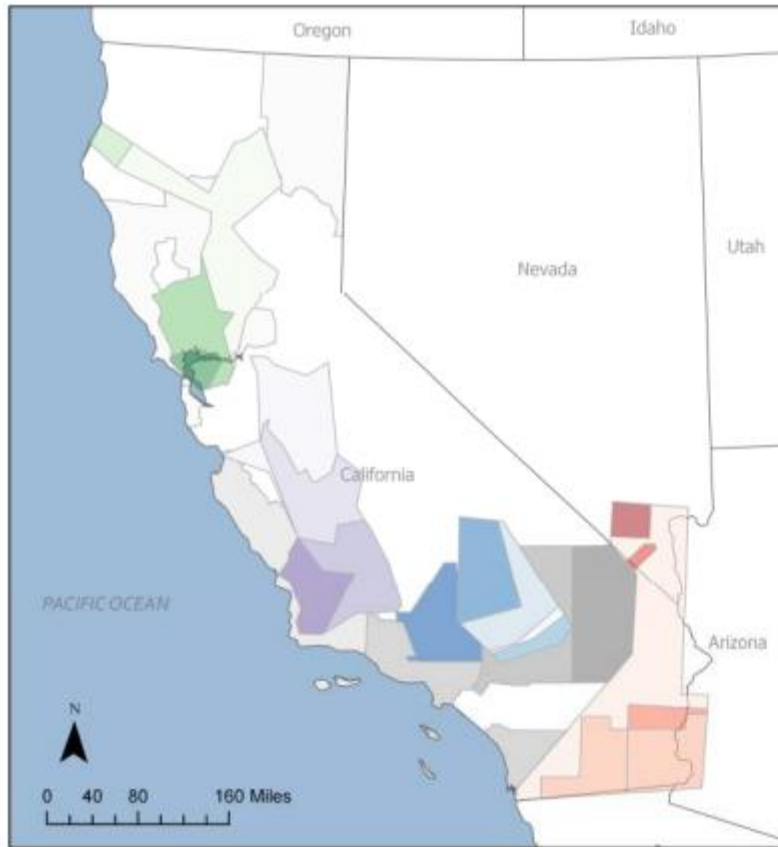 Oregon
Idaho
Utah
Nevada
California
PACIFIC OCEAN
Arizona
N
0 40 80 160 Miles